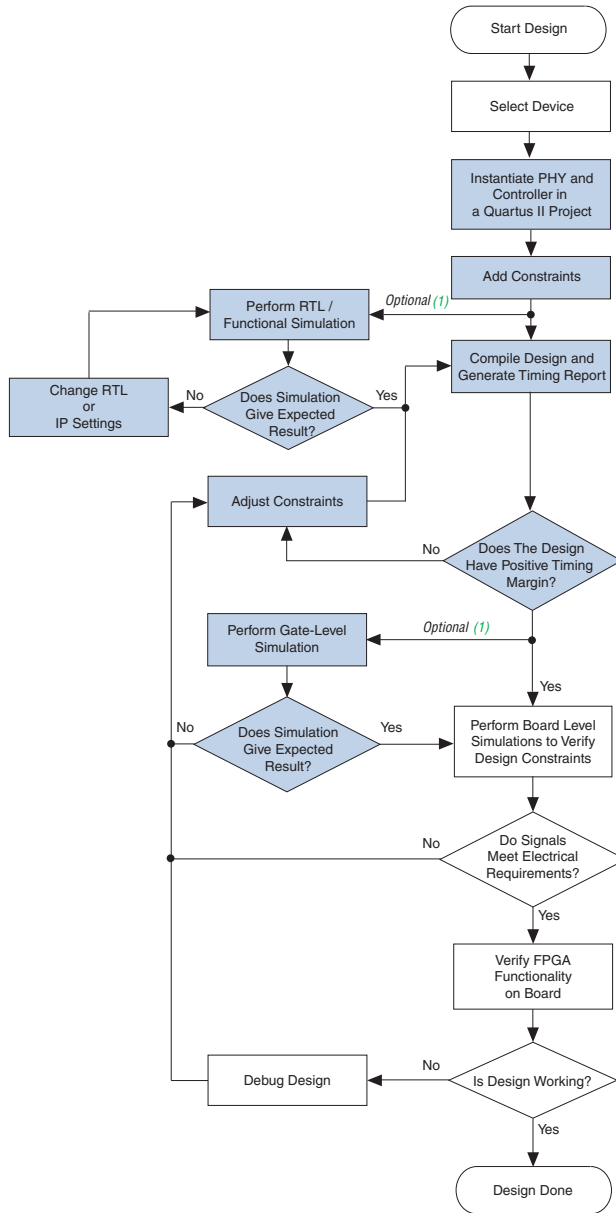 Start Design
Select Device
Instantiate PHY and
Controller in
a Quartus II Project
Add Constraints
Optional (1)
Perform RTL /
Functional Simulation
Compile Design and
Generate Timing Report
Change RTL
or
IP Settings
No
Does Simulation
Give Expected
Result?
Yes
Adjust Constraints
No
Does The Design
Have Positive Timing
Margin?
Perform Gate-Level
Simulation
Optional (1)
Yes
No
Does Simulation
Give Expected
Result?
Yes
Perform Board Level
Simulations to Verify
Design Constraints
No
Do Signals
Meet Electrical
Requirements?
Yes
Verify FPGA
Functionality
on Board
Debug Design
No
Is Design Working?
Yes
Design Done